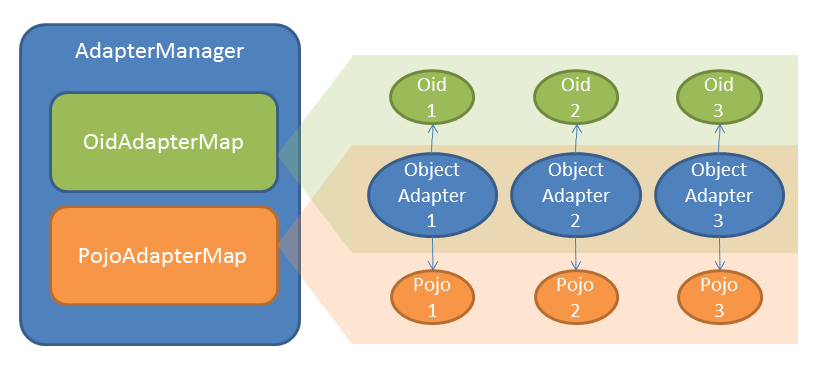 AdapterManager
OidAdapterMap
PojoAdapterMap
Oid
1
Oid
2
Oid
3
Object
Adapter
1
Object
Adapter
2
Object
Adapter
3
Pojo
1
Pojo
2
Pojo
3